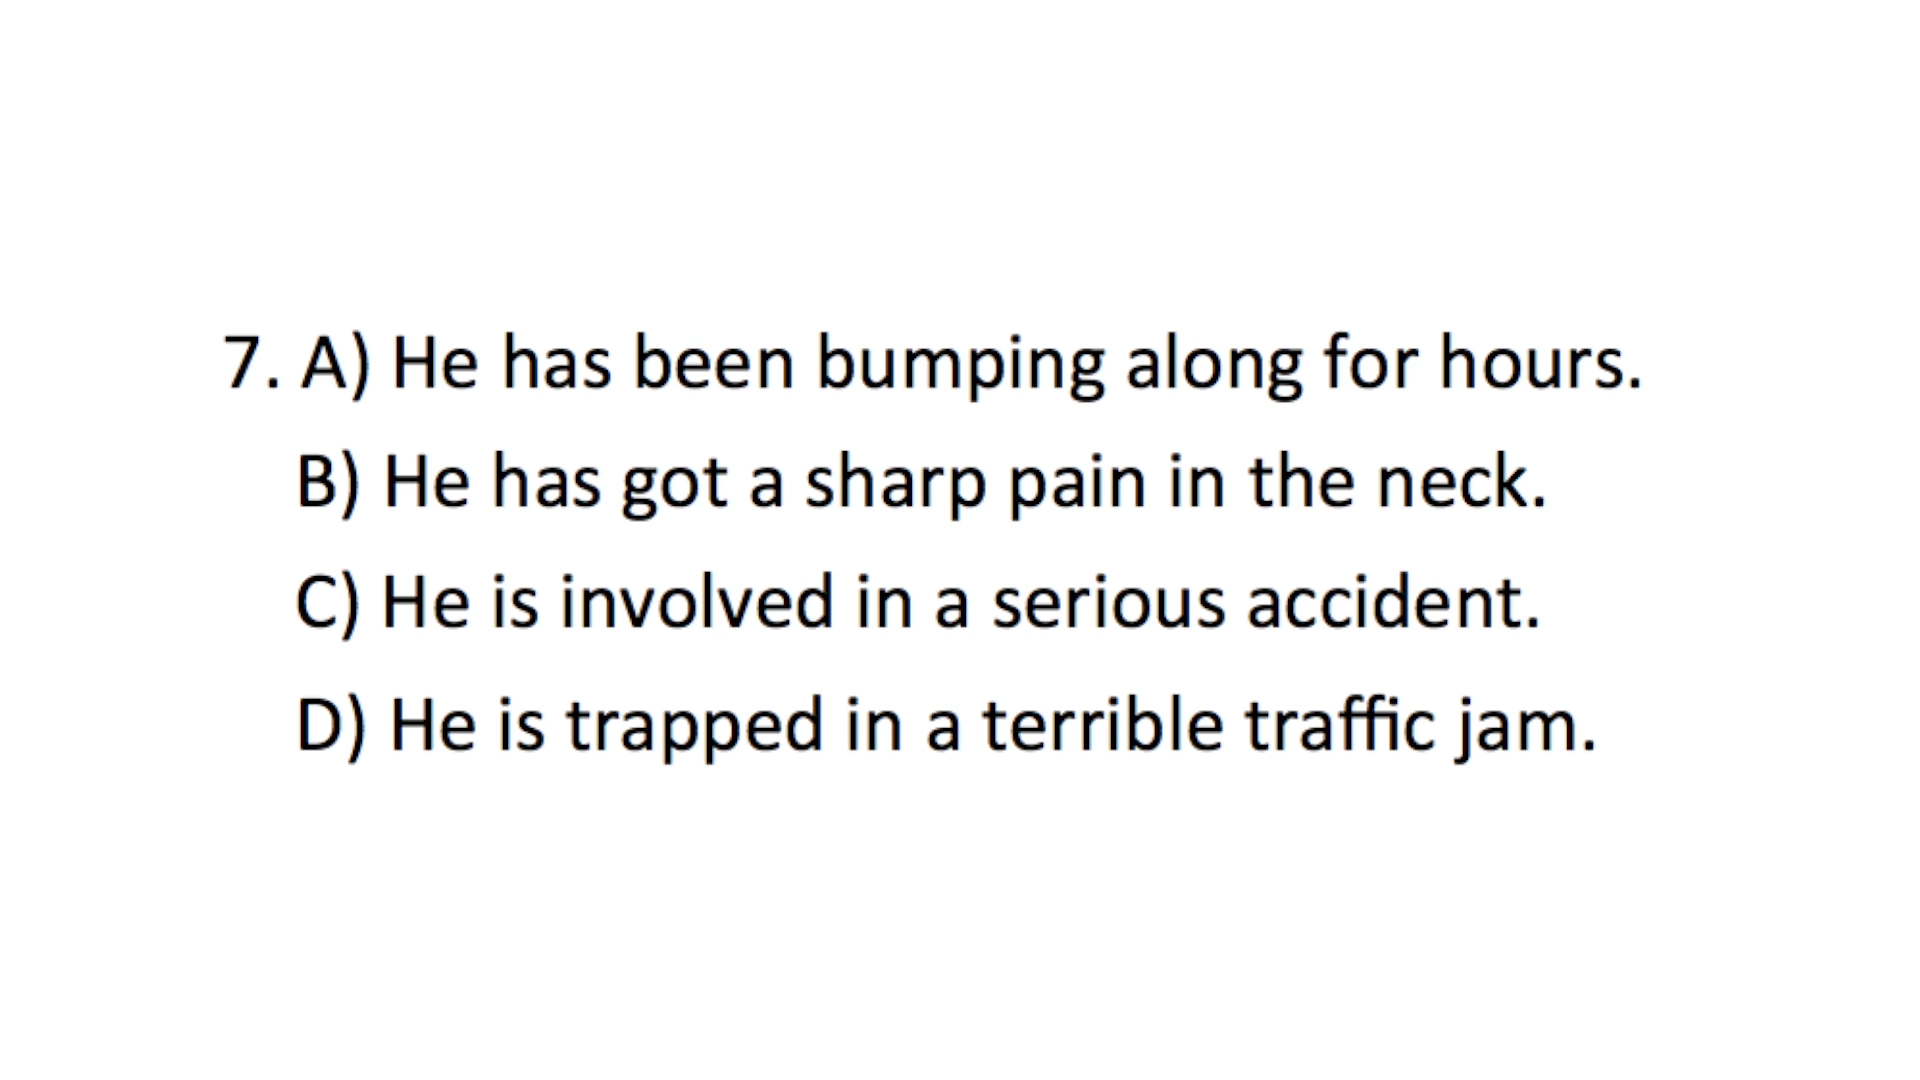 7. A) He has been bumping along for hours.
B) He has got a sharp pain in the neck.
C) He is involved in a serious accident.
D) He is trapped in a terrible traffic jam.